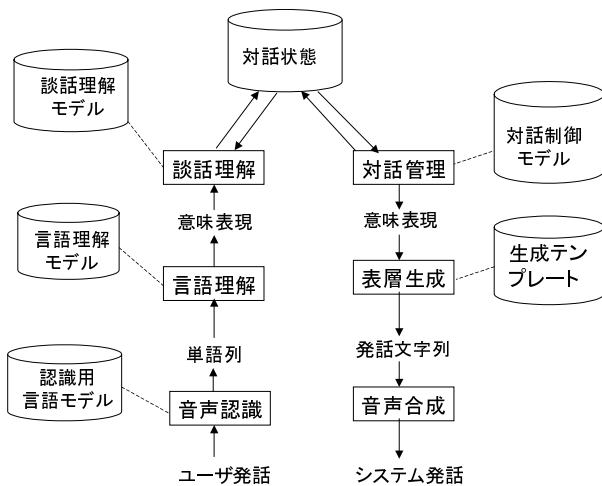 対話状態
談話理解
モデル
対話制御
モデル
談話理解
対話管理
意味表現
意味表現
言語理解
モデル
生成テン
プレート
言語理解
表層生成
単語列
発話文字列
認識用
言語モデル
音声認識
音声合成
ユーザ発話
システム発話